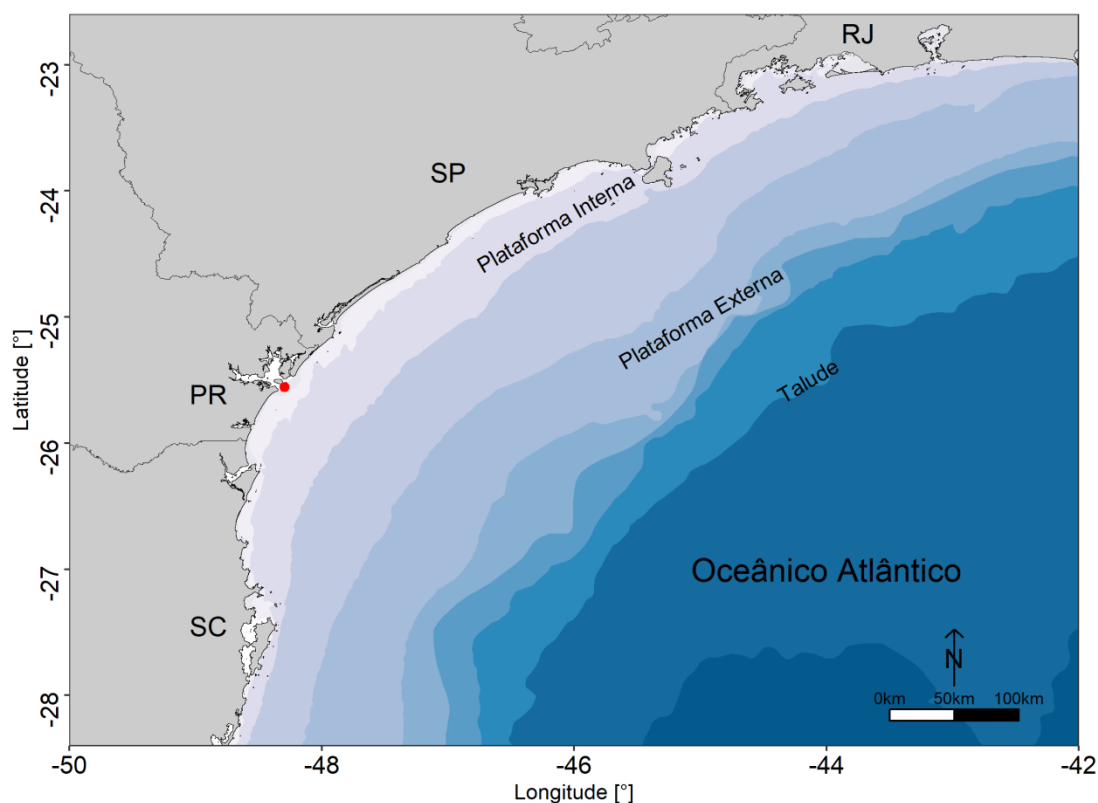 RJ
-23
SP
-24
Plataforma Interna
-25
Plataforma Externa
Latitude [°]
PR
Talude
-26
-27
Oceânico Atlântico
SC
N
-28
0km 50km 100km
-50 -48 -46 -44 -42
Longitude [°]